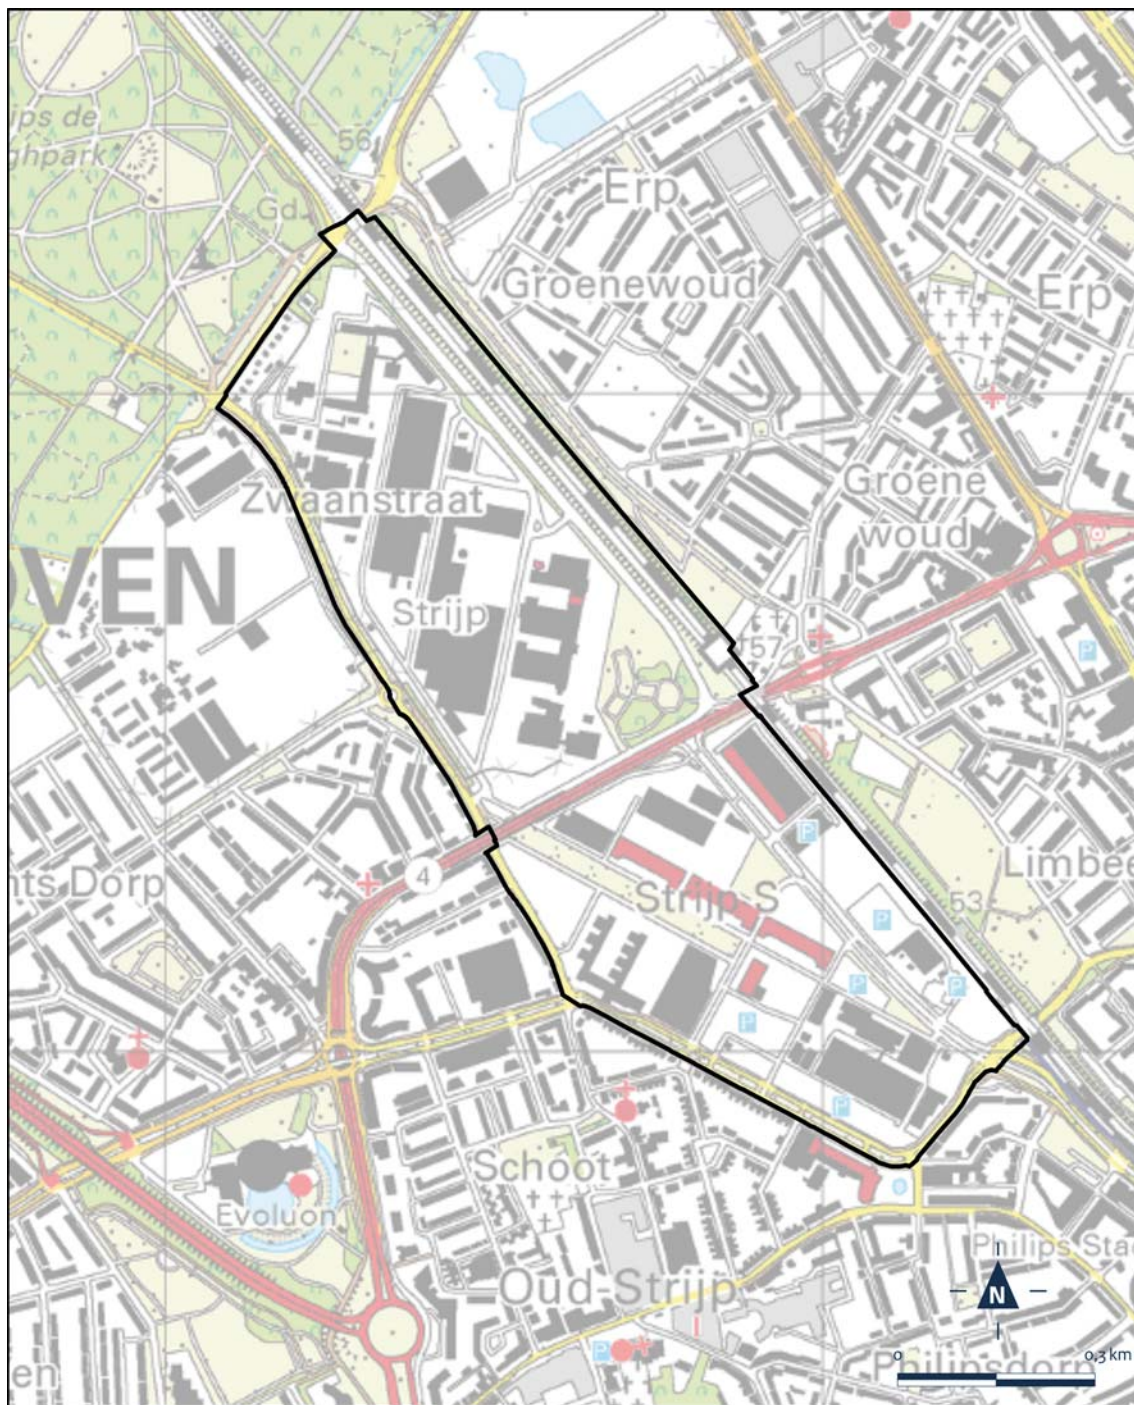 ips de
ghpark
56
Gd.
Erp
Groenewoud
Erp
Groene
woud
Zwaanstraat
VEN
Strijp
57
P
4
Limbee
nts Dorp
P
Strijp S
53
P
P
P
P
P
Schoot
Evoluon
Philips Sta
Oud-Strijp
N
P
en
Philipsdorp
0
0,3 km